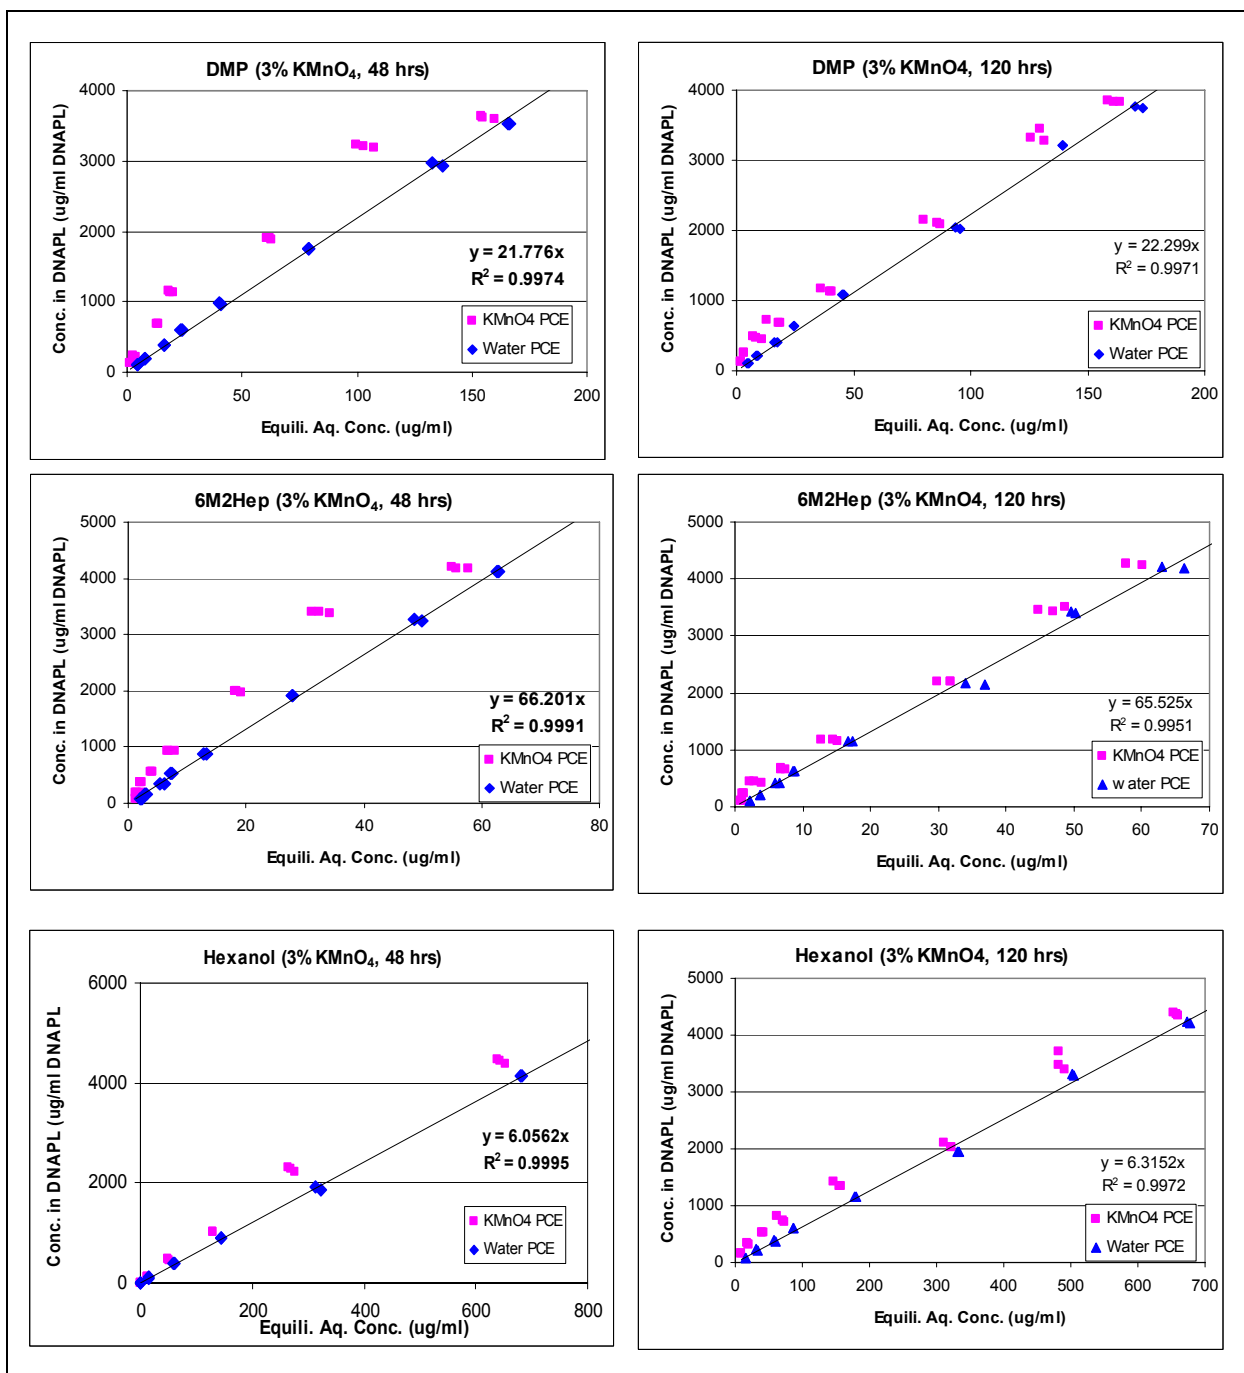 DMP (3% KMnO₄, 48 hrs)
Conc. in DNAPL (ug/ml DNAPL)
4000
3000
2000
1000
0
y = 21.776x
R² = 0.9974
KMnO4 PCE
Water PCE
0 50 100 150 200
Equili. Aq. Conc. (ug/ml)
DMP (3% KMnO4, 120 hrs)
Conc. in DNAPL (ug/ml DNAPL)
4000
3000
2000
1000
0
y = 22.299x
R² = 0.9971
KMnO4 PCE
Water PCE
0 50 100 150 200
Equili. Aq. Conc. (ug/ml)
6M2Hep (3% KMnO₄, 48 hrs)
Conc. in DNAPL (ug/ml DNAPL)
5000
4000
3000
2000
1000
0
y = 66.201x
R² = 0.9991
KMnO4 PCE
Water PCE
0 20 40 60 80
Equili. Aq. Conc. (ug/ml)
6M2Hep (3% KMnO4, 120 hrs)
Conc. in DNAPL (ug/ml DNAPL)
5000
4000
3000
2000
1000
0
y = 65.525x
R² = 0.9951
KMnO4 PCE
water PCE
0 10 20 30 40 50 60 70
Equili. Aq. Conc. (ug/ml)
Hexanol (3% KMnO₄, 48 hrs)
Conc. in DNAPL (ug/ml DNAPL
6000
4000
2000
0
y = 6.0562x
R² = 0.9995
KMnO4 PCE
Water PCE
0 200 400 600 800
Equili. Aq. Conc. (ug/ml)
Hexanol (3% KMnO4, 120 hrs)
Conc. in DNAPL (ug/ml DNAPL)
5000
4000
3000
2000
1000
0
y = 6.3152x
R² = 0.9972
KMnO4 PCE
Water PCE
0 100 200 300 400 500 600 700
Equili. Aq. Conc. (ug/ml)